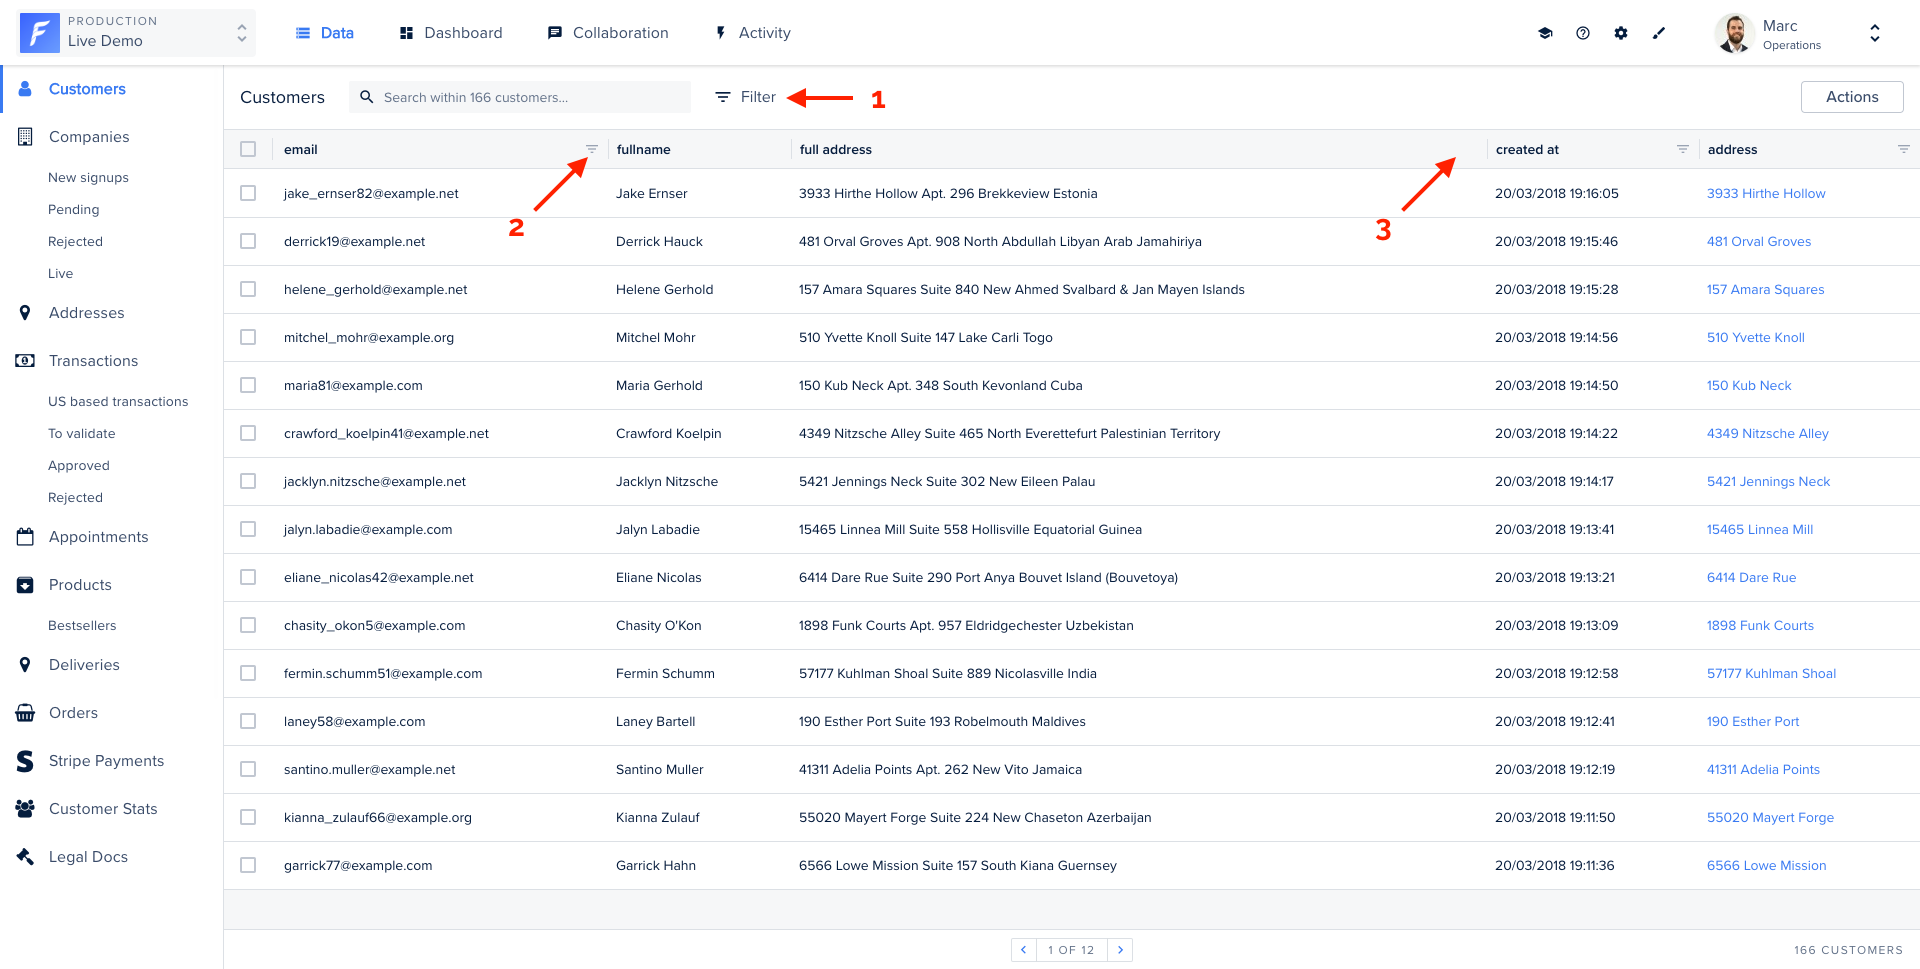 PRODUCTION
Live Demo
Data
Dashboard
Collaboration
Activity
Marc
Operations
Customers
Companies
New signups
Pending
Rejected
Live
Addresses
Transactions
US based transactions
To validate
Approved
Rejected
Appointments
Products
Bestsellers
Deliveries
Orders
Stripe Payments
Customer Stats
Legal Docs
Customers
Search within 166 customers...
Filter
1
Actions
email fullname full address created at address
2
3
jake_ernser82@example.net Jake Ernser 3933 Hirthe Hollow Apt. 296 Brekkeview Estonia 20/03/2018 19:16:05 3933 Hirthe Hollow
derrick19@example.net Derrick Hauck 481 Orval Groves Apt. 908 North Abdullah Libyan Arab Jamahiriya 20/03/2018 19:15:46 481 Orval Groves
helene_gerhold@example.net Helene Gerhold 157 Amara Squares Suite 840 New Ahmed Svalbard & Jan Mayen Islands 20/03/2018 19:15:28 157 Amara Squares
mitchel_mohr@example.org Mitchel Mohr 510 Yvette Knoll Suite 147 Lake Carli Togo 20/03/2018 19:14:56 510 Yvette Knoll
maria81@example.com Maria Gerhold 150 Kub Neck Apt. 348 South Kevonland Cuba 20/03/2018 19:14:50 150 Kub Neck
crawford_koelpin41@example.net Crawford Koelpin 4349 Nitzsche Alley Suite 465 North Everettefurt Palestinian Territory 20/03/2018 19:14:22 4349 Nitzsche Alley
jacklyn.nitzsche@example.net Jacklyn Nitzsche 5421 Jennings Neck Suite 302 New Eileen Palau 20/03/2018 19:14:17 5421 Jennings Neck
jalyn.labadie@example.com Jalyn Labadie 15465 Linnea Mill Suite 558 Hollisville Equatorial Guinea 20/03/2018 19:13:41 15465 Linnea Mill
eliane_nicolas42@example.net Eliane Nicolas 6414 Dare Rue Suite 290 Port Anya Bouvet Island (Bouvetoya) 20/03/2018 19:13:21 6414 Dare Rue
chasity_okon5@example.com Chasity O'Kon 1898 Funk Courts Apt. 957 Eldridgechester Uzbekistan 20/03/2018 19:13:09 1898 Funk Courts
fermin.schumm51@example.com Fermin Schumm 57177 Kuhlman Shoal Suite 889 Nicolasville India 20/03/2018 19:12:58 57177 Kuhlman Shoal
laney58@example.com Laney Bartell 190 Esther Port Suite 193 Robelmouth Maldives 20/03/2018 19:12:41 190 Esther Port
santino.muller@example.net Santino Muller 41311 Adelia Points Apt. 262 New Vito Jamaica 20/03/2018 19:12:19 41311 Adelia Points
kianna_zulauf66@example.org Kianna Zulauf 55020 Mayert Forge Suite 224 New Chaseton Azerbaijan 20/03/2018 19:11:50 55020 Mayert Forge
garrick77@example.com Garrick Hahn 6566 Lowe Mission Suite 157 South Kiana Guernsey 20/03/2018 19:11:36 6566 Lowe Mission
1 OF 12
166 CUSTOMERS